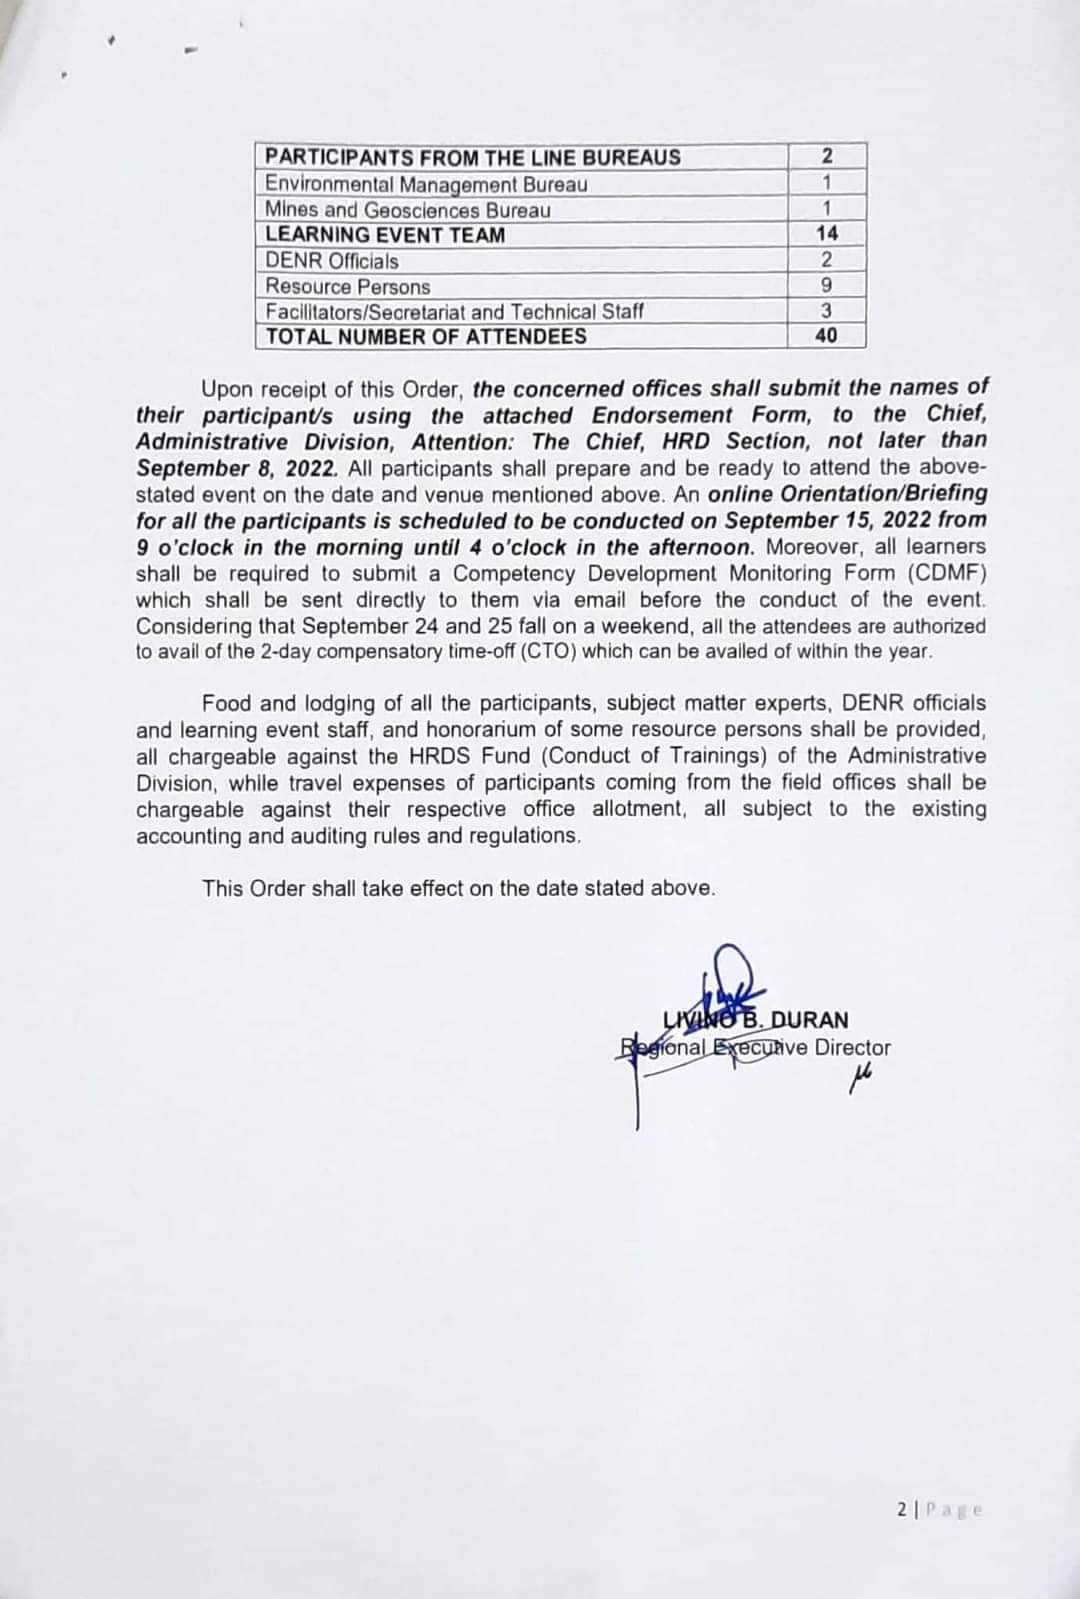 PARTICIPANTS FROM THE LINE BUREAUS 2
Environmental Management Bureau 1
Mines and Geosciences Bureau 1
LEARNING EVENT TEAM 14
DENR Officials 2
Resource Persons 9
Facilitators/Secretariat and Technical Staff 3
TOTAL NUMBER OF ATTENDEES 40
Upon receipt of this Order, the concerned offices shall submit the names of
their participant/s using the attached Endorsement Form, to the Chief,
Administrative Division, Attention: The Chief, HRD Section, not later than
September 8, 2022. All participants shall prepare and be ready to attend the above-
stated event on the date and venue mentioned above. An online Orientation/Briefing
for all the participants is scheduled to be conducted on September 15, 2022 from
9 o'clock in the morning until 4 o'clock in the afternoon. Moreover, all learners
shall be required to submit a Competency Development Monitoring Form (CDMF)
which shall be sent directly to them via email before the conduct of the event.
Considering that September 24 and 25 fall on a weekend, all the attendees are authorized
to avail of the 2-day compensatory time-off (CTO) which can be availed of within the year.
Food and lodging of all the participants, subject matter experts, DENR officials
and learning event staff, and honorarium of some resource persons shall be provided,
all chargeable against the HRDS Fund (Conduct of Trainings) of the Administrative
Division, while travel expenses of participants coming from the field offices shall be
chargeable against their respective office allotment, all subject to the existing
accounting and auditing rules and regulations.
This Order shall take effect on the date stated above.
LIVINO B. DURAN
Regional Executive Director
2 | Page